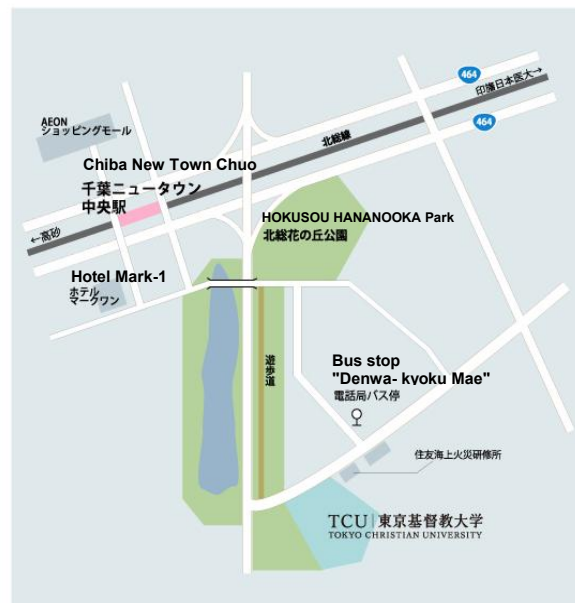 464
印旛日本医大→
AEON
ショッピングモール
北総線
464
Chiba New Town Chuo
千葉ニュータウン
中央駅
HOKUSOU HANANOOKA Park
北総花の丘公園
←高砂
Hotel Mark-1
ホテル
マークワン
遊歩道
Bus stop
"Denwa- kyoku Mae"
電話局バス停
住友海上火災研修所
TCU|東京基督教大学
TOKYO CHRISTIAN UNIVERSITY